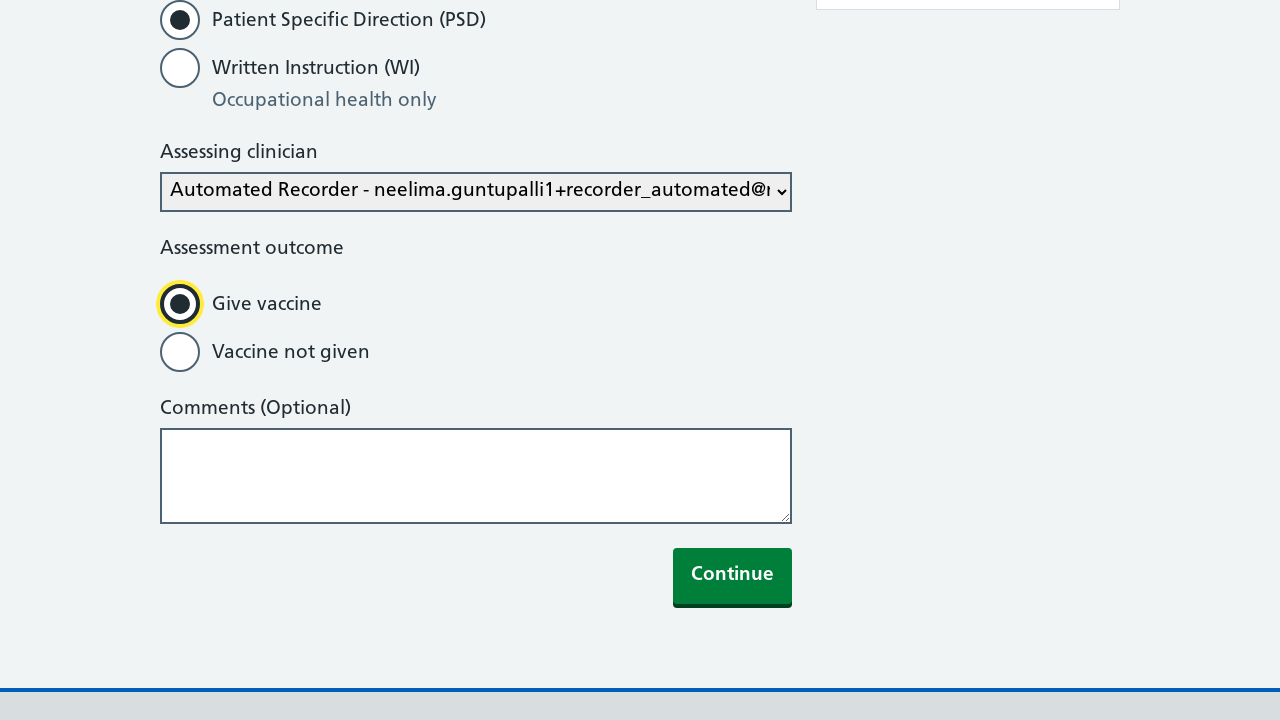 Patient Specific Direction (PSD)
Written Instruction (WI)
Occupational health only
Assessing clinician
Automated Recorder - neelima.guntupalli1+recorder_automated@
Assessment outcome
Give vaccine
Vaccine not given
Comments (Optional)
Continue